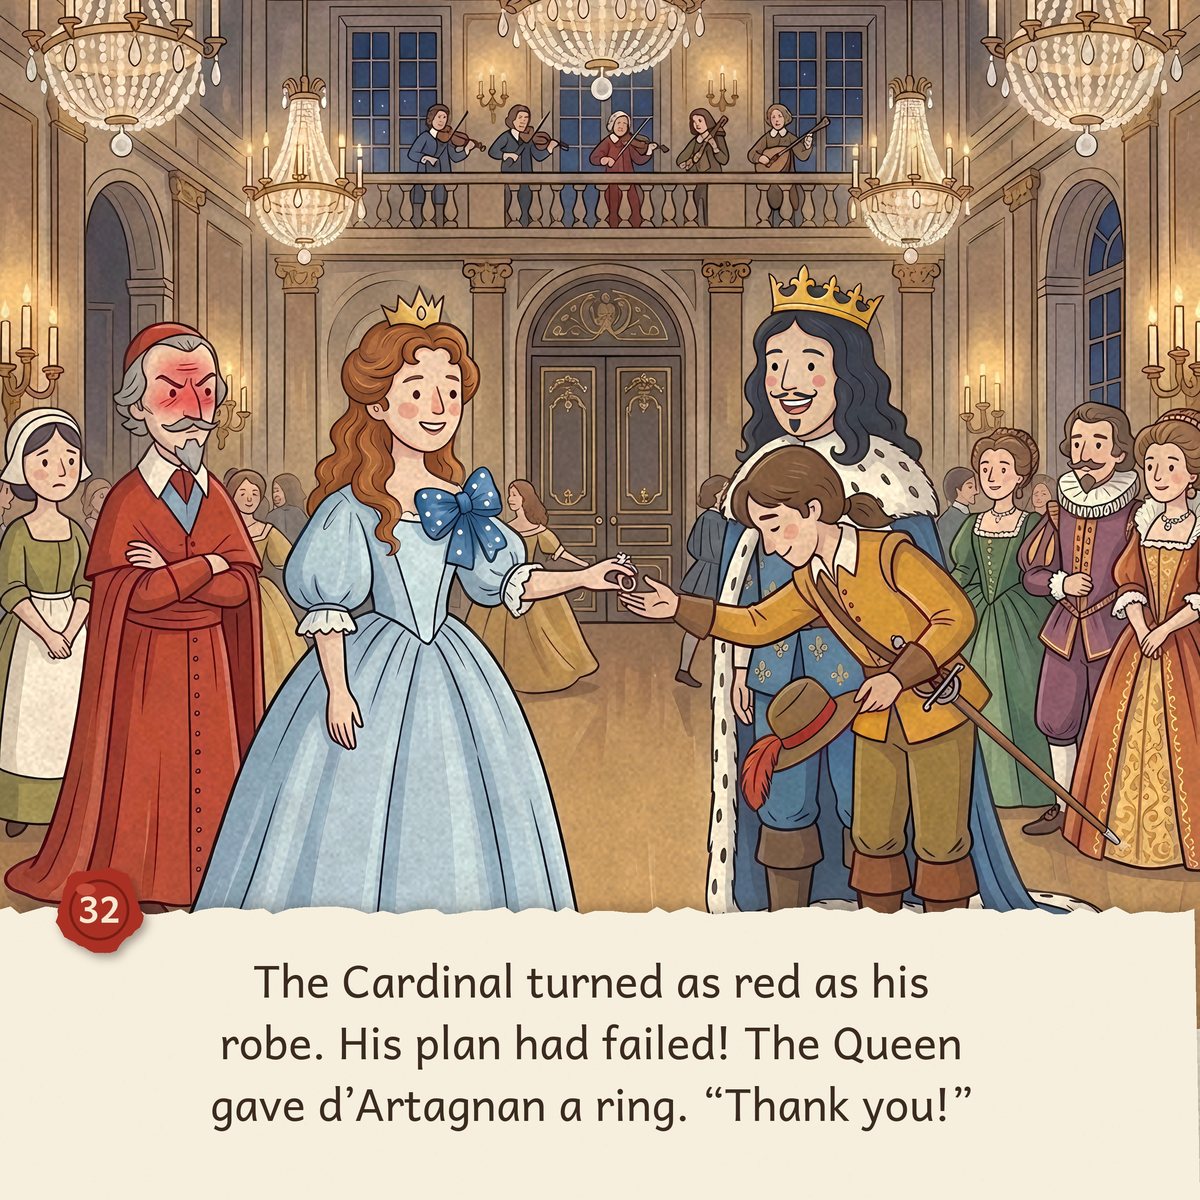 32
The Cardinal turned as red as his
robe. His plan had failed! The Queen
gave d’Artagnan a ring. “Thank you!”